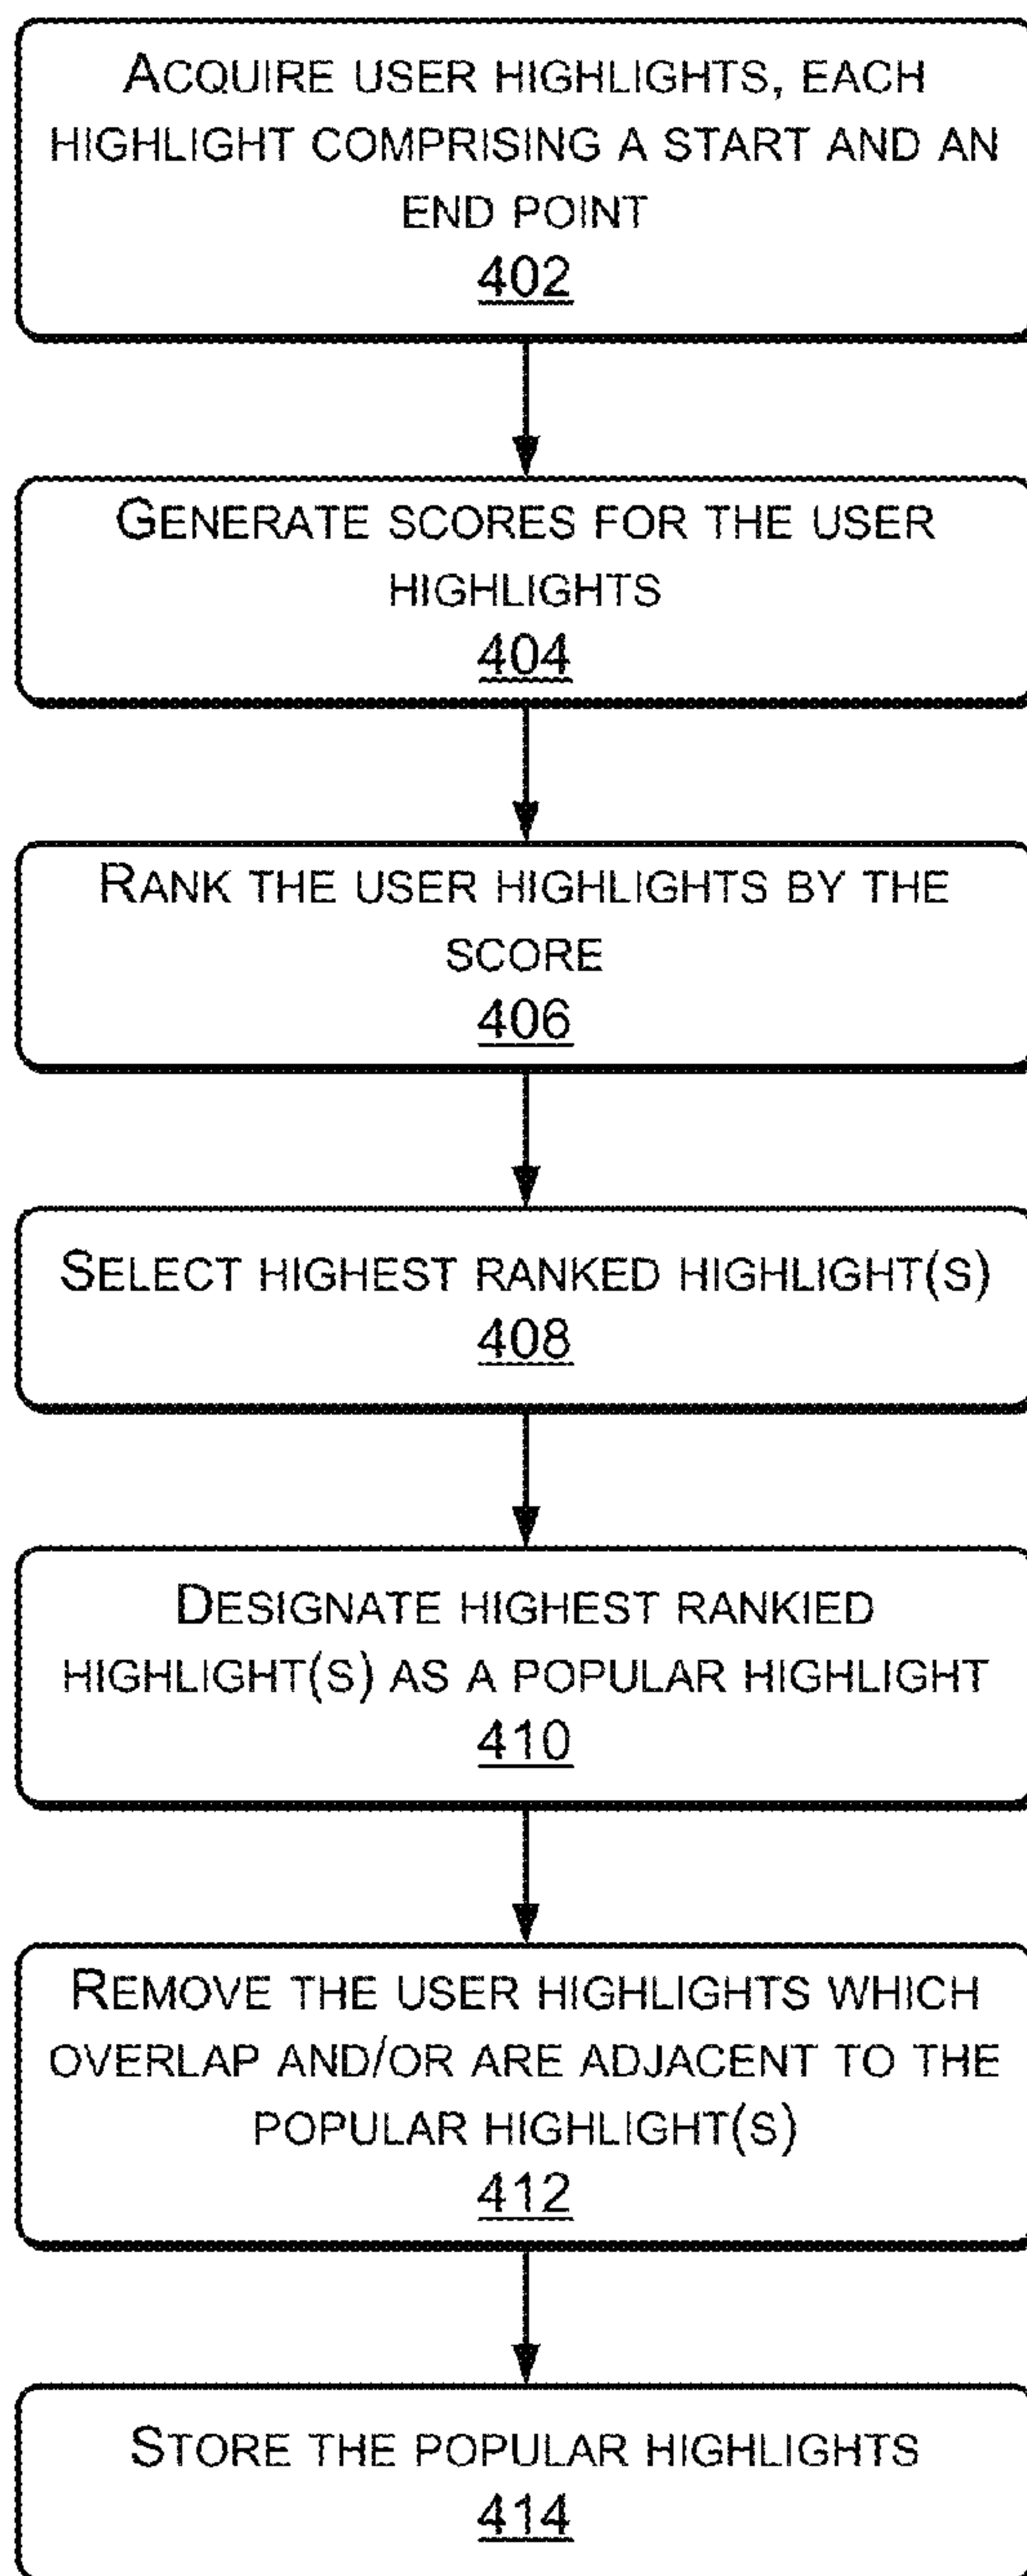 ACQUIRE USER HIGHLIGHTS, EACH
HIGHLIGHT COMPRISING A START AND AN
END POINT
402
GENERATE SCORES FOR THE USER
HIGHLIGHTS
404
RANK THE USER HIGHLIGHTS BY THE
SCORE
406
SELECT HIGHEST RANKED HIGHLIGHT(S)
408
DESIGNATE HIGHEST RANKIED
HIGHLIGHT(S) AS A POPULAR HIGHLIGHT
410
REMOVE THE USER HIGHLIGHTS WHICH
OVERLAP AND/OR ARE ADJACENT TO THE
POPULAR HIGHLIGHT(S)
412
STORE THE POPULAR HIGHLIGHTS
414